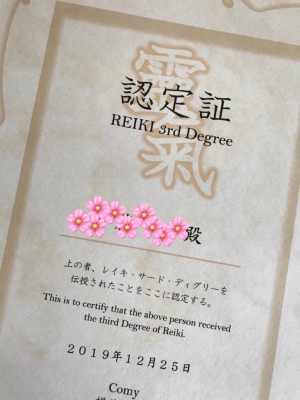 靈氣
認定証
REIKI 3rd Degree
殿
上の者、レイキ・サード・ディグリーを
伝授されたことをここに認定する。
This is to certify that the above person received
the third Degree of Reiki.
2019年12月25日
Comy